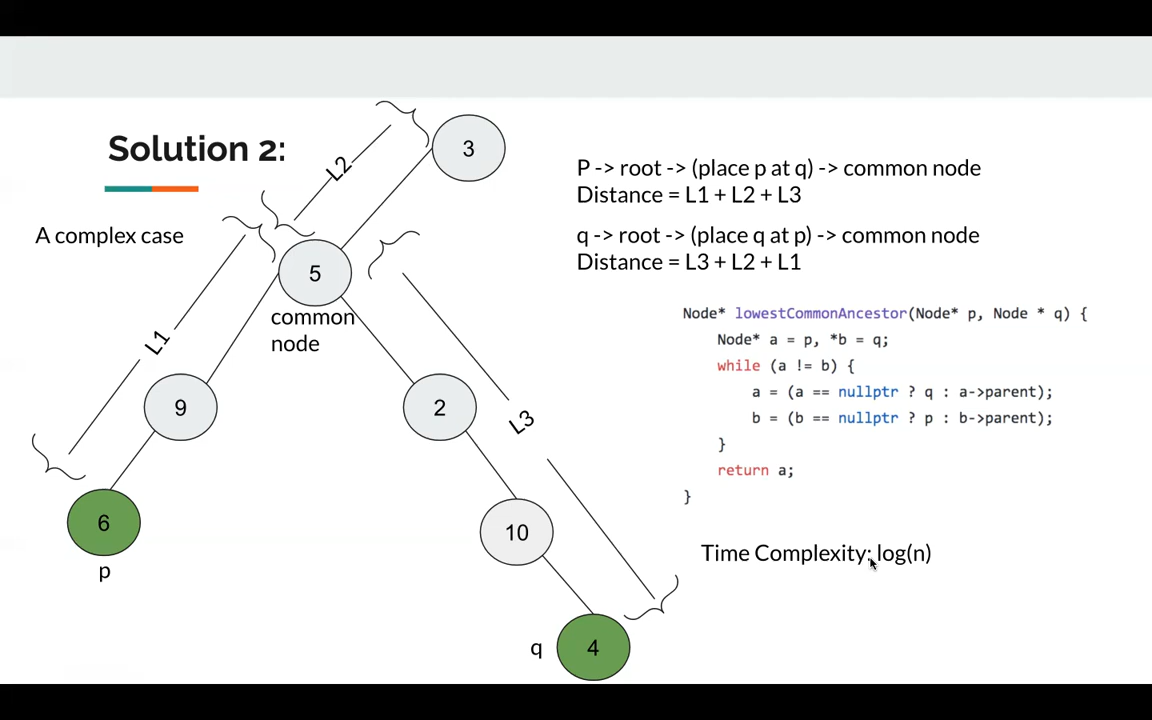 Solution 2:
A complex case
L2
3
5
common
node
L1
9
2
L3
6
p
10
q
4
P -> root -> (place p at q) -> common node
Distance = L1 + L2 + L3
q -> root -> (place q at p) -> common node
Distance = L3 + L2 + L1
Node* lowestCommonAncestor(Node* p, Node * q) {
Node* a = p, *b = q;
while (a != b) {
a = (a == nullptr ? q : a->parent);
b = (b == nullptr ? p : b->parent);
}
return a;
}
Time Complexity: log(n)